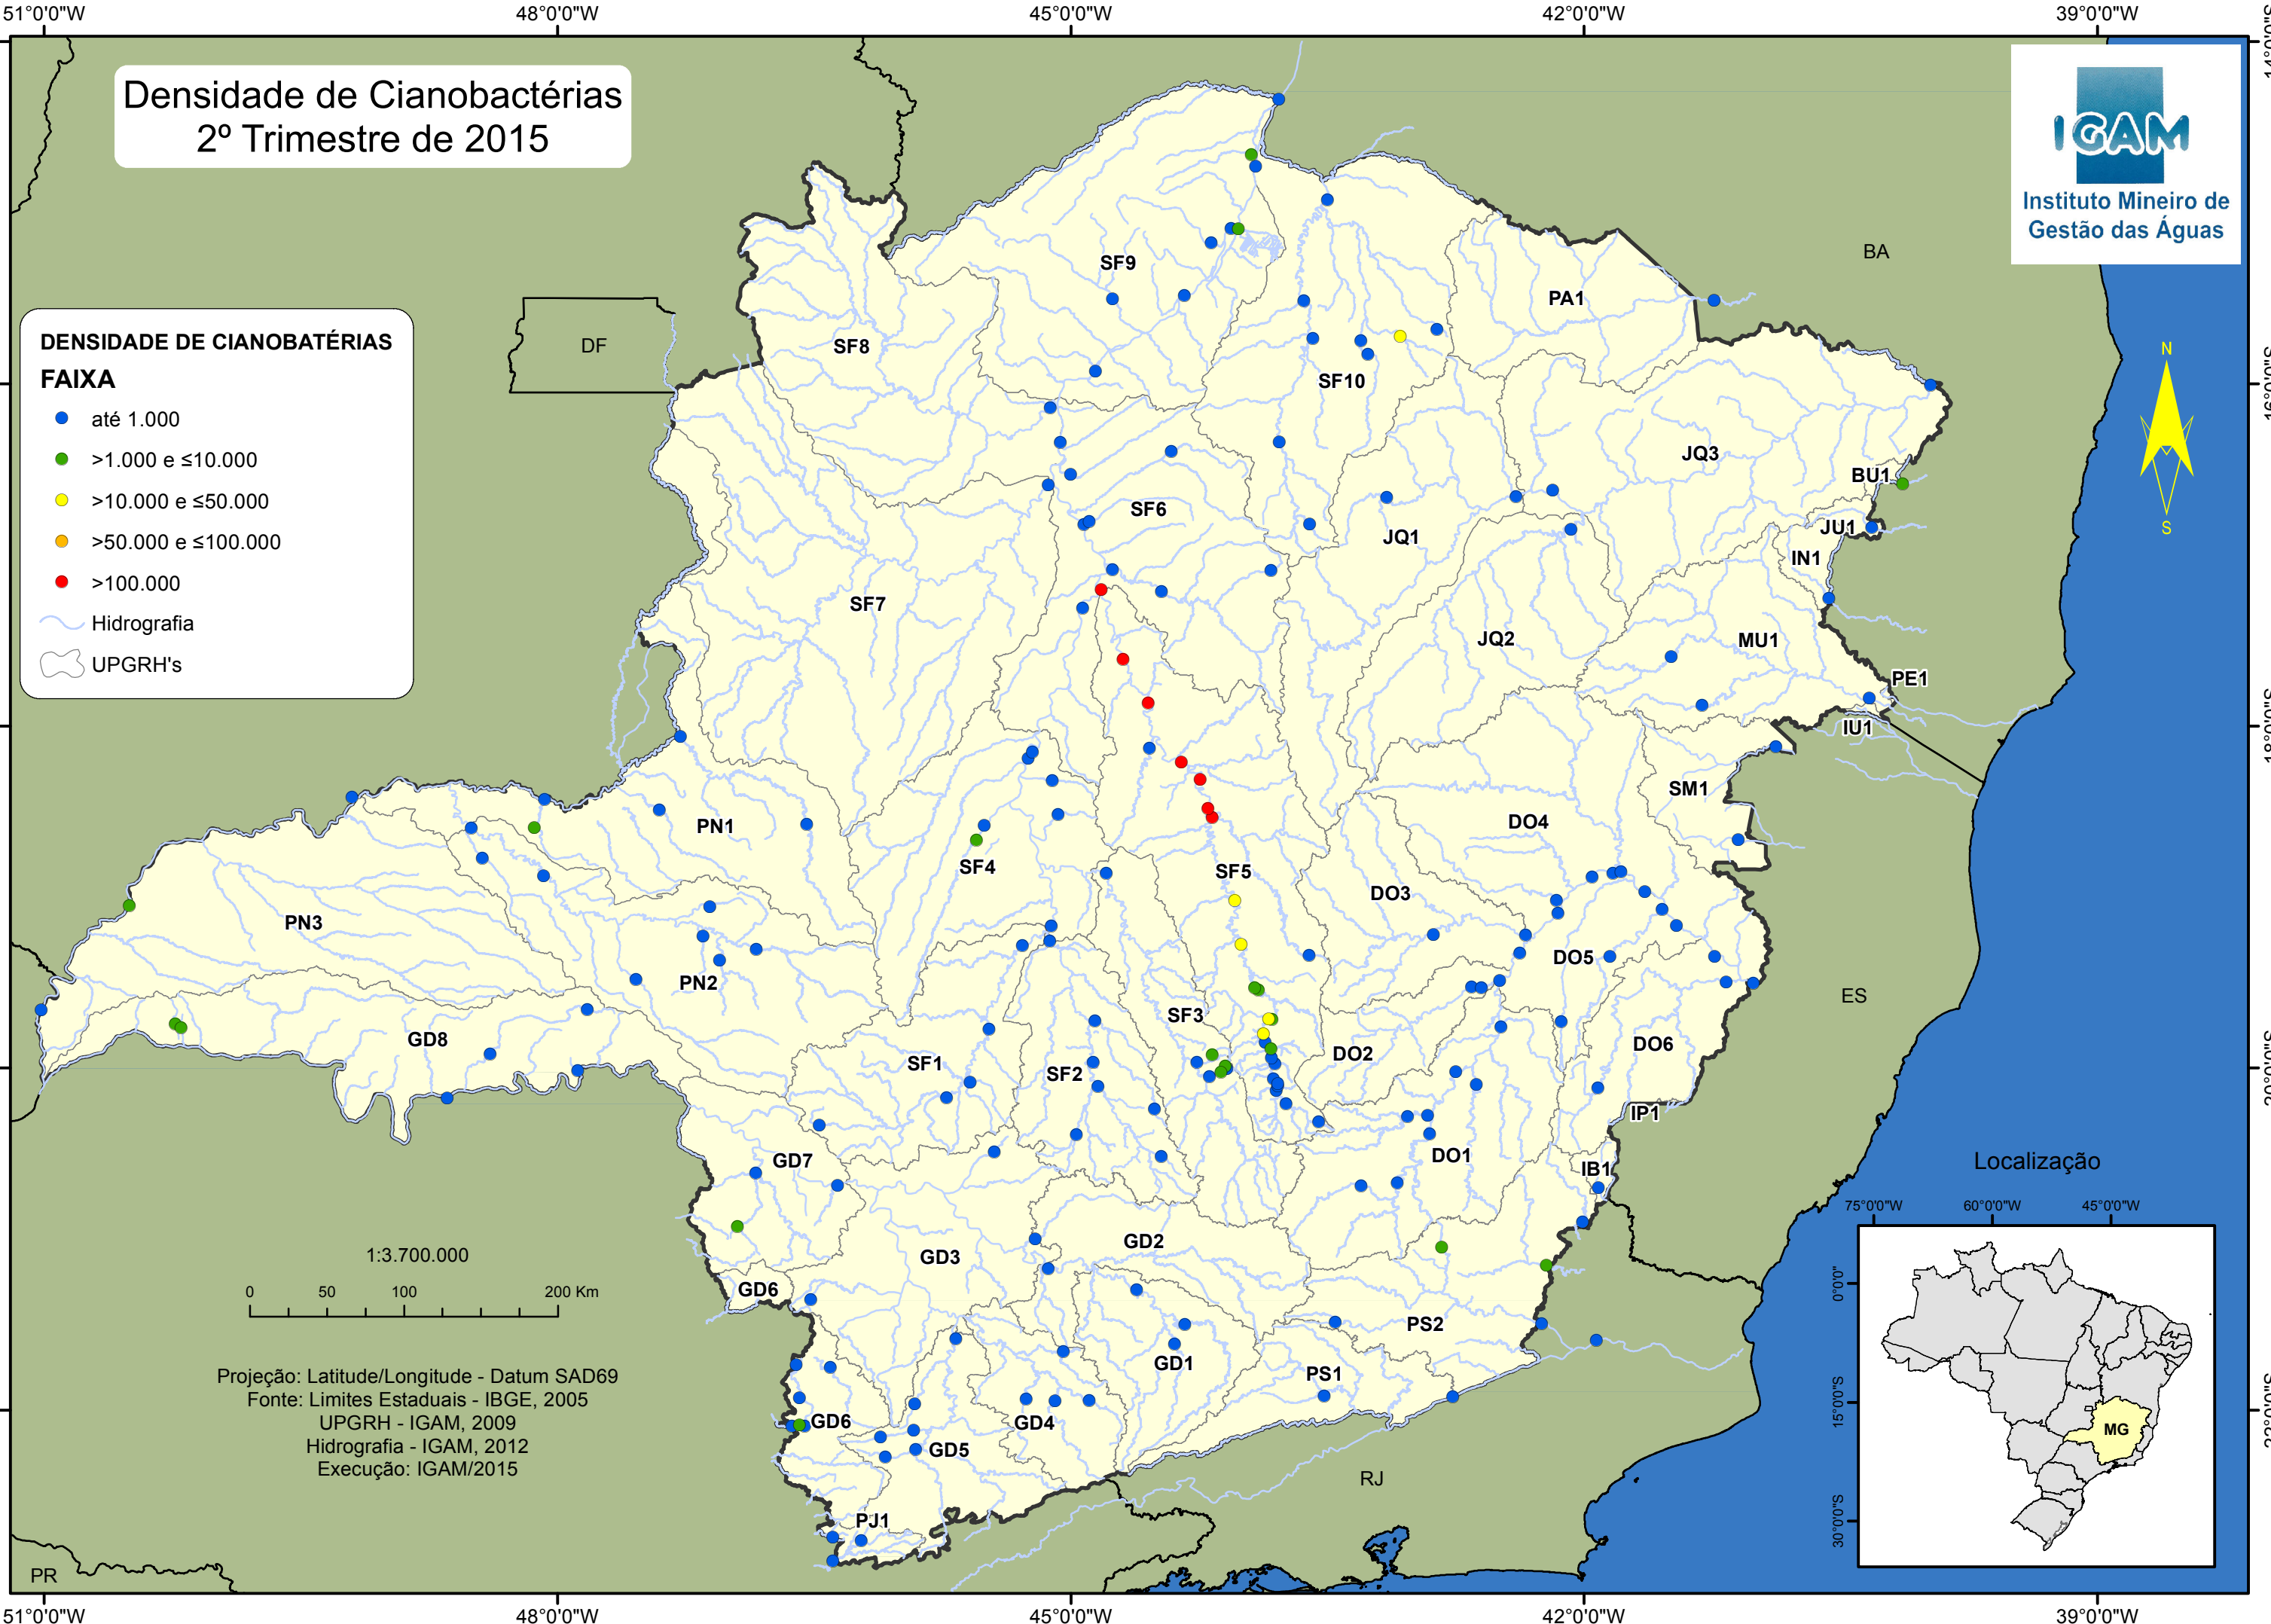 51°0'0"W
48°0'0"W
45°0'0"W
42°0'0"W
39°0'0"W
Densidade de Cianobactérias
2º Trimestre de 2015
IGAM
Instituto Mineiro de
Gestão das Águas
BA
DF
DENSIDADE DE CIANOBATÉRIAS
FAIXA
até 1.000
>1.000 e ≤10.000
>10.000 e ≤50.000
>50.000 e ≤100.000
>100.000
Hidrografia
UPGRH's
N
S
SF9
PA1
SF8
SF10
JQ3
BU1
SF6
JU1
JQ1
IN1
SF7
JQ2
MU1
PE1
IU1
SM1
PN1
DO4
SF4
SF5
DO3
PN3
DO5
PN2
ES
SF3
GD8
DO6
DO2
SF1
SF2
IP1
DO1
GD7
IB1
GD2
GD3
GD6
PS2
GD1
PS1
GD6
GD4
GD5
RJ
PJ1
PR
1:3.700.000
0 50 100 200 Km
Projeção: Latitude/Longitude - Datum SAD69
Fonte: Limites Estaduais - IBGE, 2005
UPGRH - IGAM, 2009
Hidrografia - IGAM, 2012
Execução: IGAM/2015
Localização
75°0'0"W
60°0'0"W
45°0'0"W
0°0'0"
15°0'0"S
30°0'0"S
MG
51°0'0"W
48°0'0"W
45°0'0"W
42°0'0"W
39°0'0"W